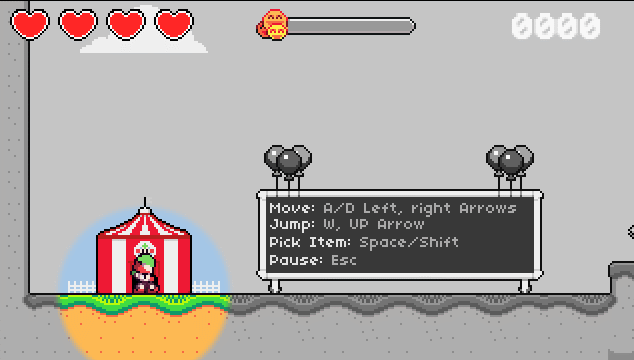 0000
Move: A/D Left, right Arrows
Jump: W, UP Arrow
Pick Item: Space/Shift
Pause: Esc